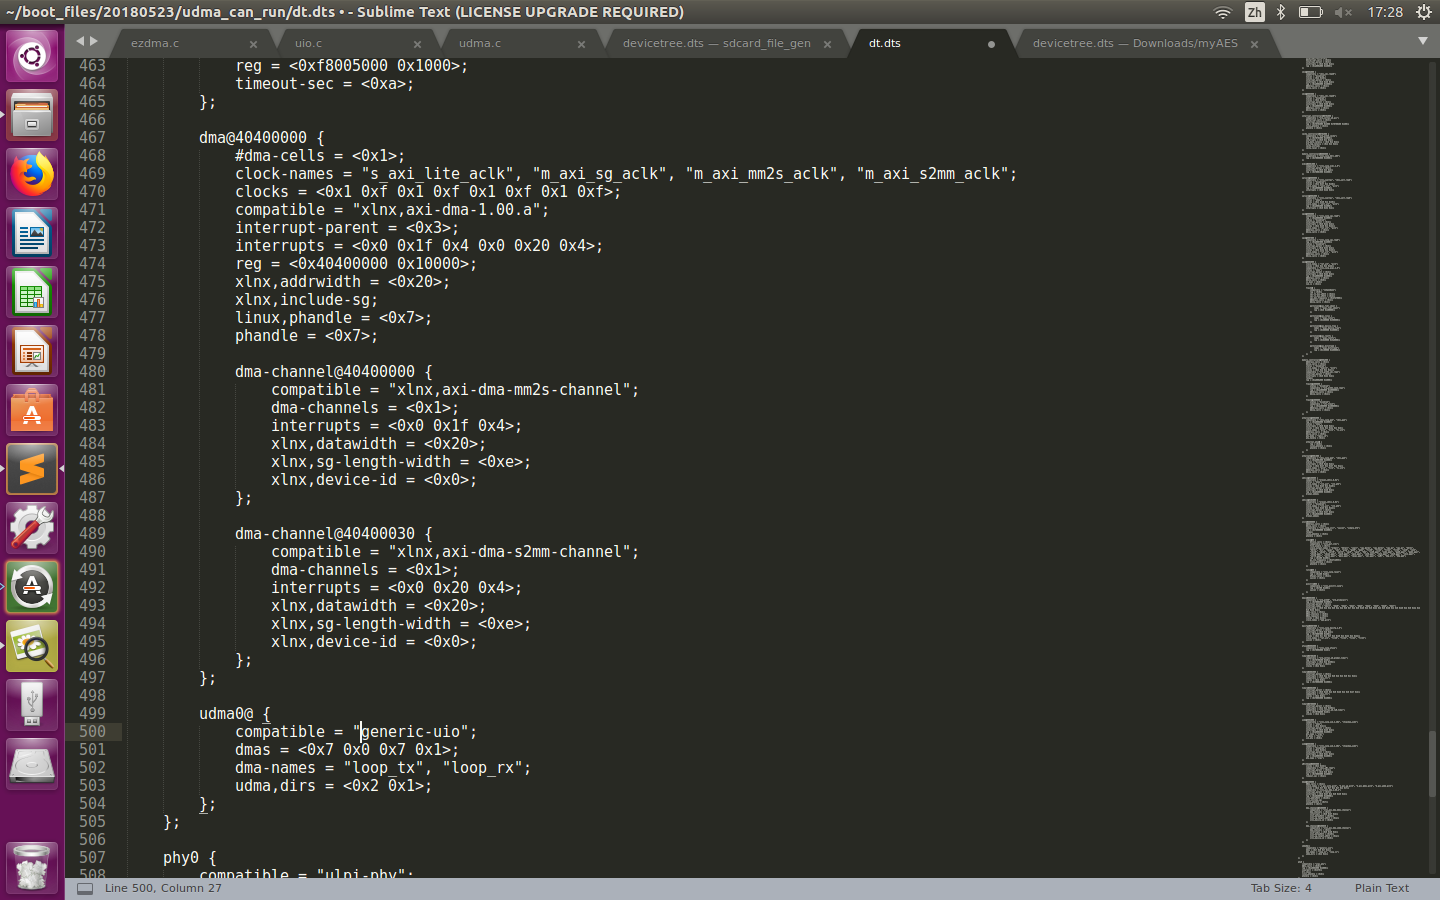 ~/boot_files/20180523/udma_can_run/dt.dts • - Sublime Text (LICENSE UPGRADE REQUIRED)
Zh
17:28
ezdma.c
uio.c
udma.c
devicetree.dts — sdcard_file_gen
dt.dts
devicetree.dts — Downloads/myAES
463 reg = <0xf8005000 0x1000>;
464 timeout-sec = <0xa>;
465 };
466
467 dma@40400000 {
468 #dma-cells = <0x1>;
469 clock-names = "s_axi_lite_aclk", "m_axi_sg_aclk", "m_axi_mm2s_aclk", "m_axi_s2mm_aclk";
470 clocks = <0x1 0xf 0x1 0xf 0x1 0xf 0x1 0xf>;
471 compatible = "xlnx,axi-dma-1.00.a";
472 interrupt-parent = <0x3>;
473 interrupts = <0x0 0x1f 0x4 0x0 0x20 0x4>;
474 reg = <0x40400000 0x10000>;
475 xlnx,addrwidth = <0x20>;
476 xlnx,include-sg;
477 linux,phandle = <0x7>;
478 phandle = <0x7>;
479
480 dma-channel@40400000 {
481 compatible = "xlnx,axi-dma-mm2s-channel";
482 dma-channels = <0x1>;
483 interrupts = <0x0 0x1f 0x4>;
484 xlnx,datawidth = <0x20>;
485 xlnx,sg-length-width = <0xe>;
486 xlnx,device-id = <0x0>;
487 };
488
489 dma-channel@40400030 {
490 compatible = "xlnx,axi-dma-s2mm-channel";
491 dma-channels = <0x1>;
492 interrupts = <0x0 0x20 0x4>;
493 xlnx,datawidth = <0x20>;
494 xlnx,sg-length-width = <0xe>;
495 xlnx,device-id = <0x0>;
496 };
497 };
498
499 udma0@ {
500 compatible = "generic-uio";
501 dmas = <0x7 0x0 0x7 0x1>;
502 dma-names = "loop_tx", "loop_rx";
503 udma,dirs = <0x2 0x1>;
504 };
505 };
506
507 phy0 {
508 compatible = "ulpi-phy";
Line 500, Column 27
Tab Size: 4
Plain Text